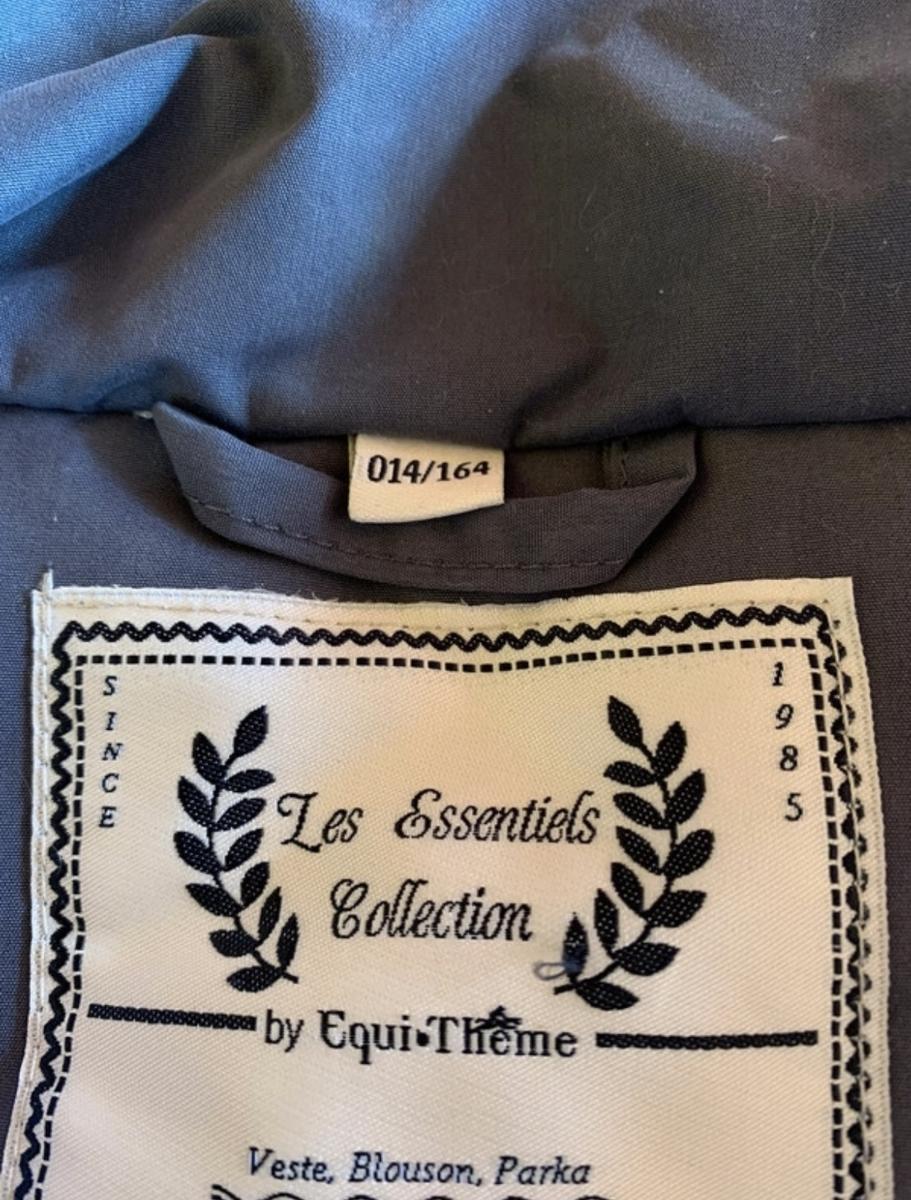 014/164
SINCE
1985
Les Essentiels
Collection
by Equi•Thème
Veste, Blouson, Parka